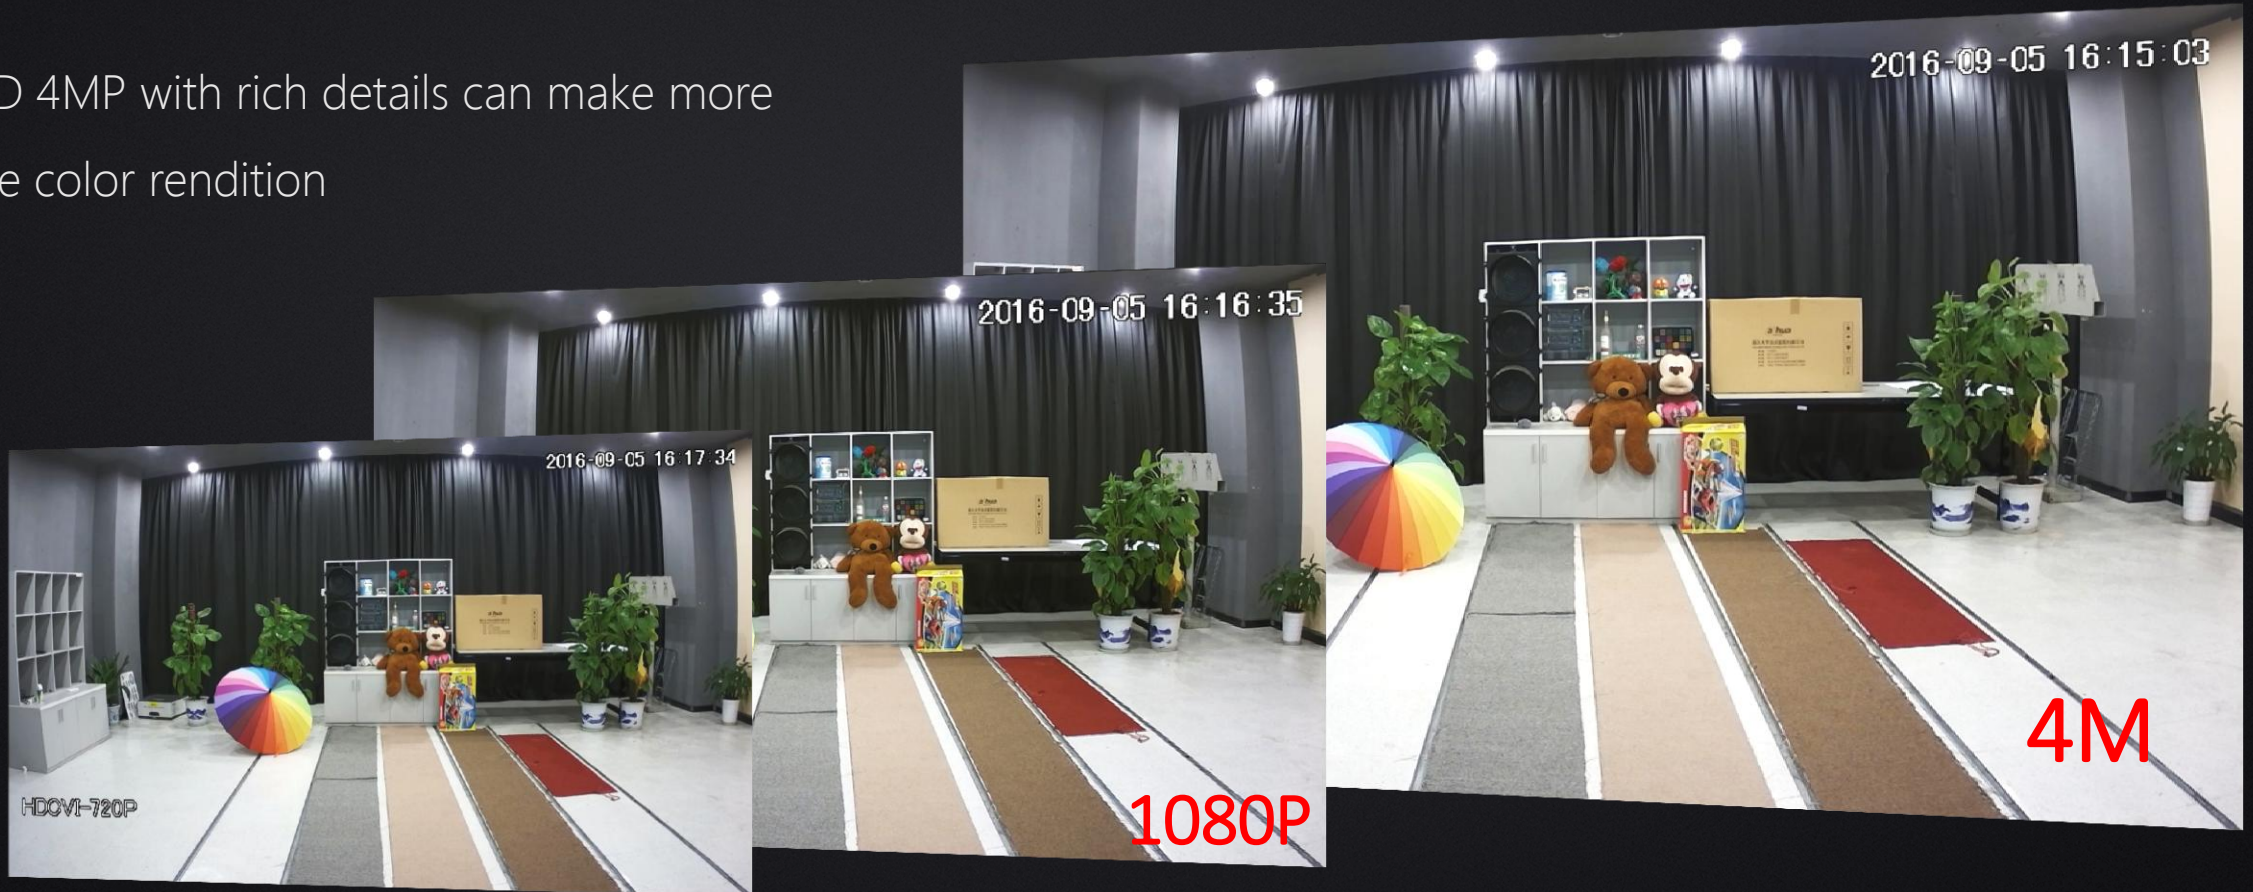 D 4MP with rich details can make more
e color rendition
2016-09-05 16:15:03
2016-09-05 16:16:35
2016-09-05 16:17:34
HDCVI-720P
1080P
4M